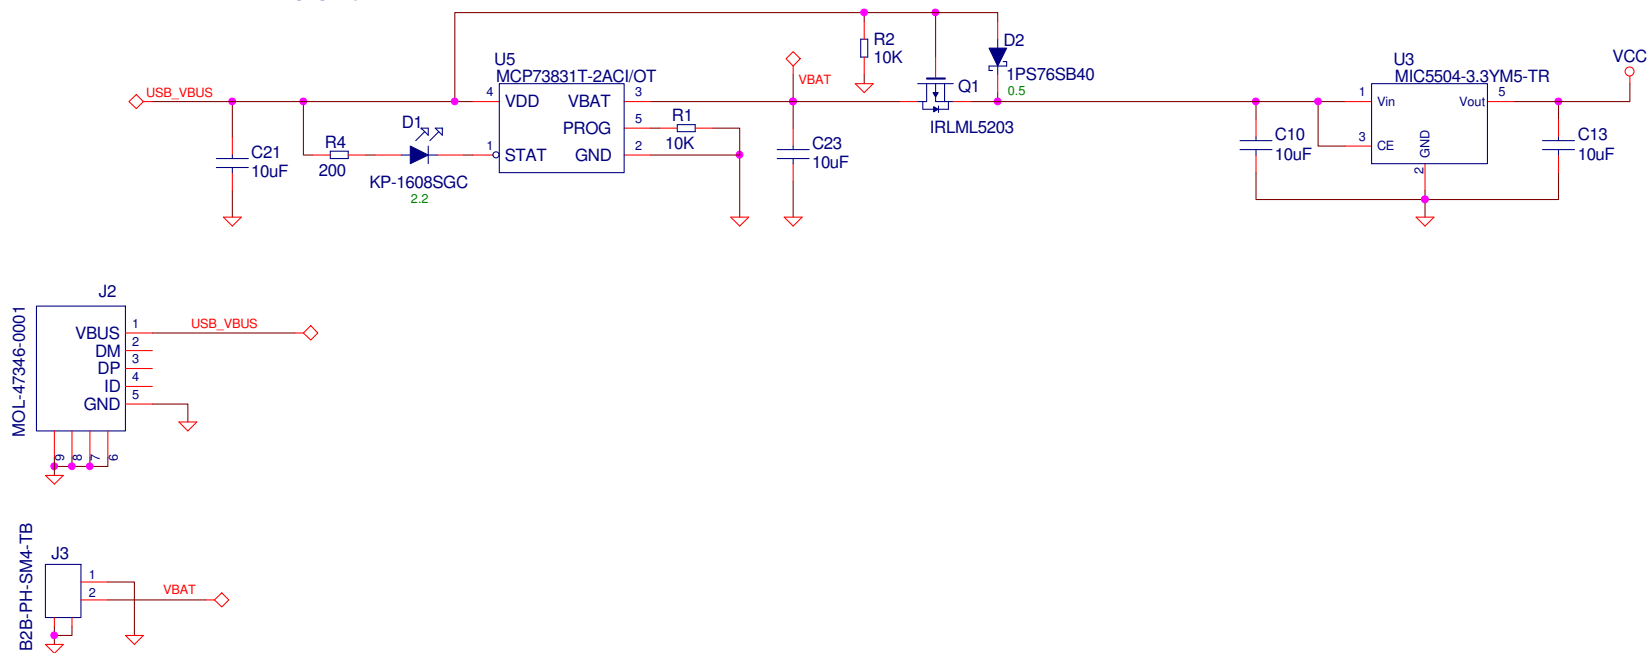 R2
10K
D2
1PS76SB40
0.5
U5
MCP73831T-2ACI/OT
VBAT
Q1
IRLML5203
U3
MIC5504-3.3YM5-TR
VCC
USB_VBUS
4 VDD VBAT 3
PROG 5
1 STAT GND 2
R1
10K
D1
R4
200
KP-1608SGC
2.2
C21
10uF
C23
10uF
C10
10uF
1 Vin Vout 5
3 CE
GND
2
C13
10uF
J2
MOL-47346-0001
VBUS 1
DM 2
DP 3
ID 4
GND 5
USB_VBUS
9 8 7 6
J3
B2B-PH-SM4-TB
1
2
VBAT